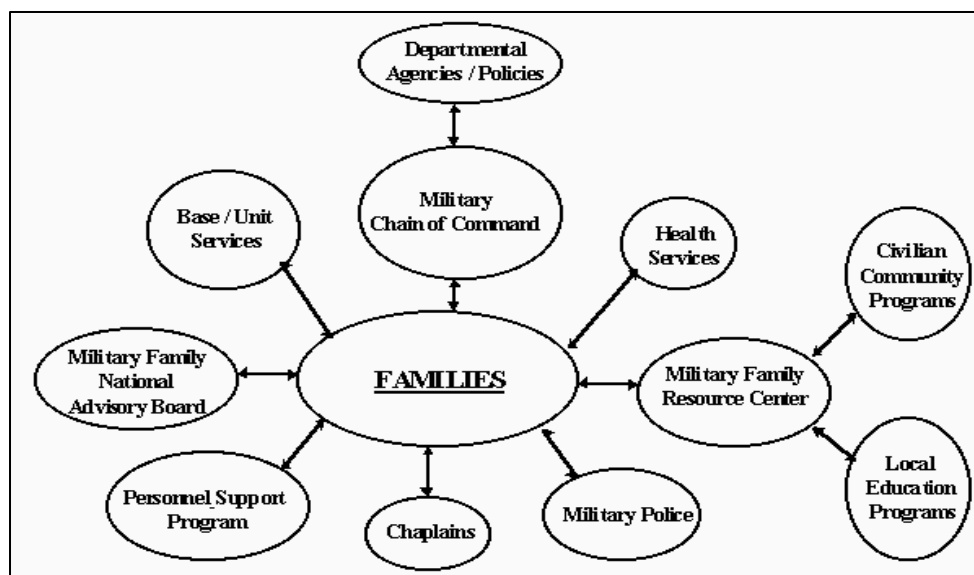 Departmental
Agencies / Policies
Military
Chain of Command
Base / Unit
Services
Health
Services
Civilian
Community
Programs
Military Family
National
Advisory Board
FAMILIES
Military Family
Resource Center
Personnel Support
Program
Chaplains
Military Police
Local
Education
Programs